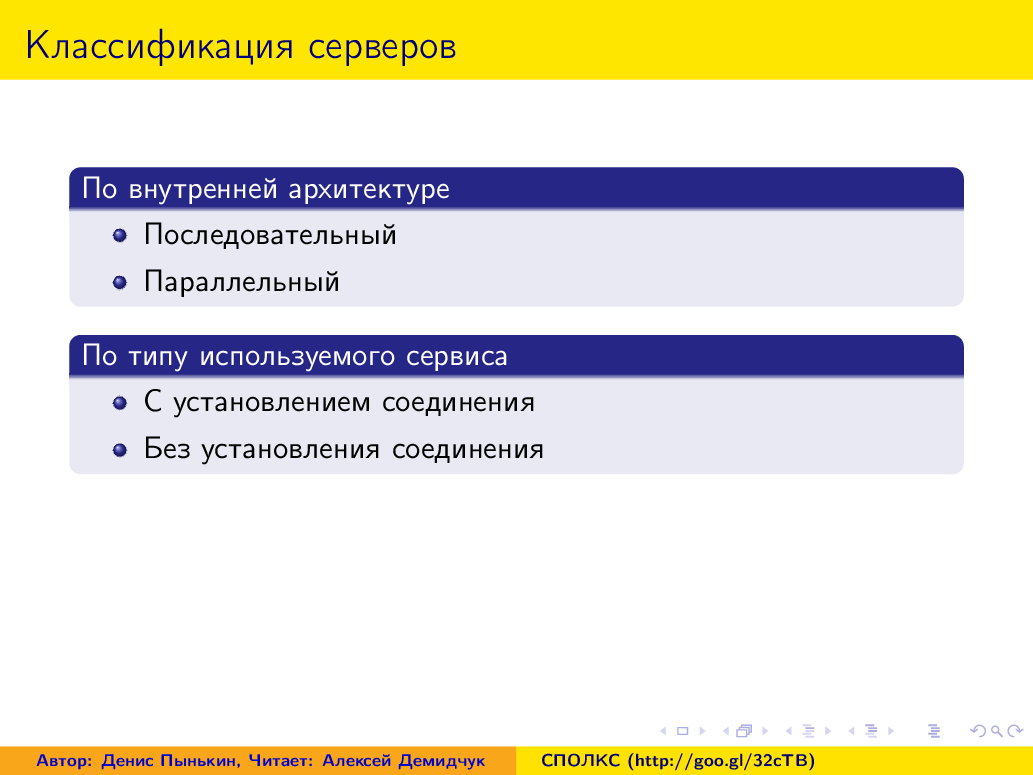 Классификация серверов
По внутренней архитектуре
Последовательный
Параллельный
По типу используемого сервиса
С установлением соединения
Без установления соединения
Автор: Денис Пынькин, Читает: Алексей Демидчук
СПОЛКС (http://goo.gl/32cTB)